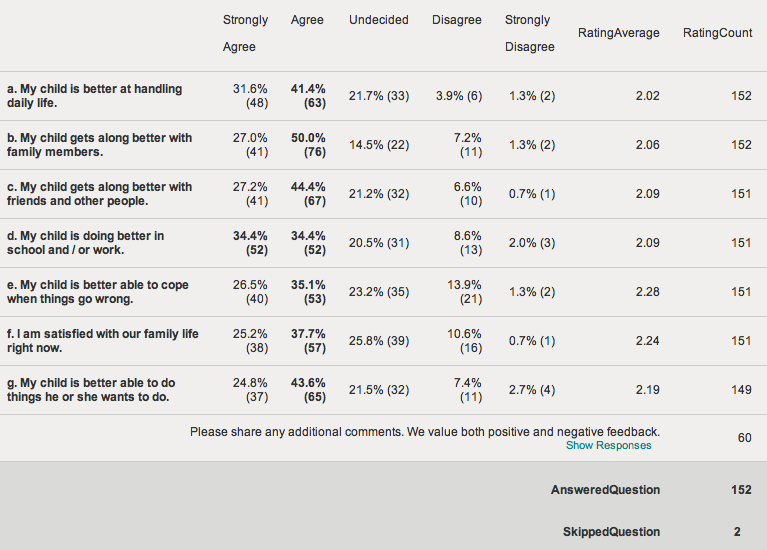 Strongly Agree Agree Undecided Disagree Strongly Disagree RatingAverage RatingCount
a. My child is better at handling daily life. 31.6% (48) 41.4% (63) 21.7% (33) 3.9% (6) 1.3% (2) 2.02 152
b. My child gets along better with family members. 27.0% (41) 50.0% (76) 14.5% (22) 7.2% (11) 1.3% (2) 2.06 152
c. My child gets along better with friends and other people. 27.2% (41) 44.4% (67) 21.2% (32) 6.6% (10) 0.7% (1) 2.09 151
d. My child is doing better in school and / or work. 34.4% (52) 34.4% (52) 20.5% (31) 8.6% (13) 2.0% (3) 2.09 151
e. My child is better able to cope when things go wrong. 26.5% (40) 35.1% (53) 23.2% (35) 13.9% (21) 1.3% (2) 2.28 151
f. I am satisfied with our family life right now. 25.2% (38) 37.7% (57) 25.8% (39) 10.6% (16) 0.7% (1) 2.24 151
g. My child is better able to do things he or she wants to do. 24.8% (37) 43.6% (65) 21.5% (32) 7.4% (11) 2.7% (4) 2.19 149
Please share any additional comments. We value both positive and negative feedback. 60
Show Responses
AnsweredQuestion 152
SkippedQuestion 2